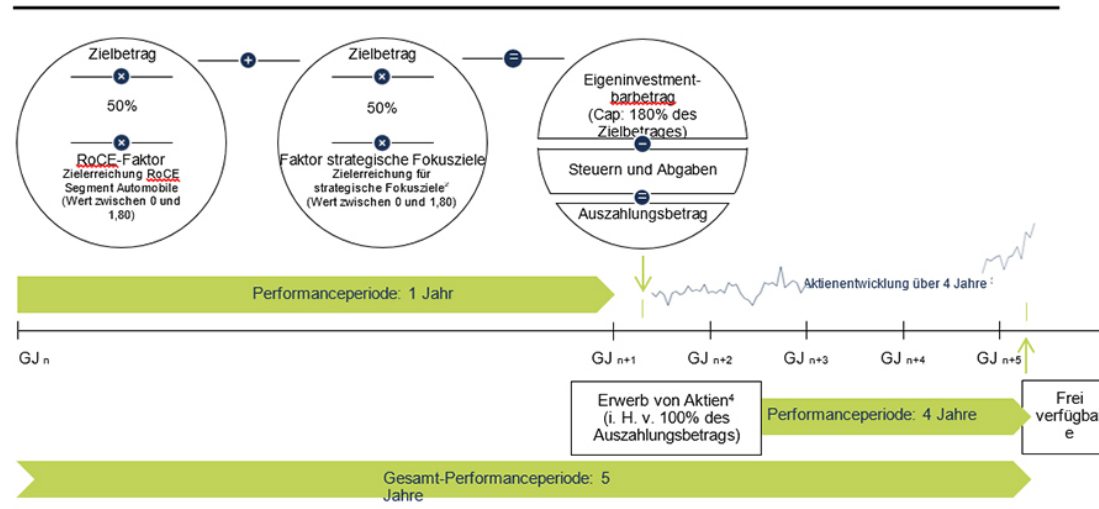 Zielbetrag
50%
RoCE-Faktor
Zielerreichung RoCE
Segment Automobile
(Wert zwischen 0 und
1,80)
Zielbetrag
50%
Faktor strategische Fokusziele
Zielerreichung für
strategische Fokusziele²
(Wert zwischen 0 und 1,80)
Eigeninvestment-
barbetrag
(Cap: 180% des
Zielbetrages)
Steuern und Abgaben
Auszahlungsbetrag
Performanceperiode: 1 Jahr
Aktienentwicklung über 4 Jahre
GJ n
GJ n+1
GJ n+2
GJ n+3
GJ n+4
GJ n+5
Erwerb von Aktien⁴
(i. H. v. 100% des
Auszahlungsbetrags)
Performanceperiode: 4 Jahre
Frei
verfügbar
e
Gesamt-Performanceperiode: 5
Jahre